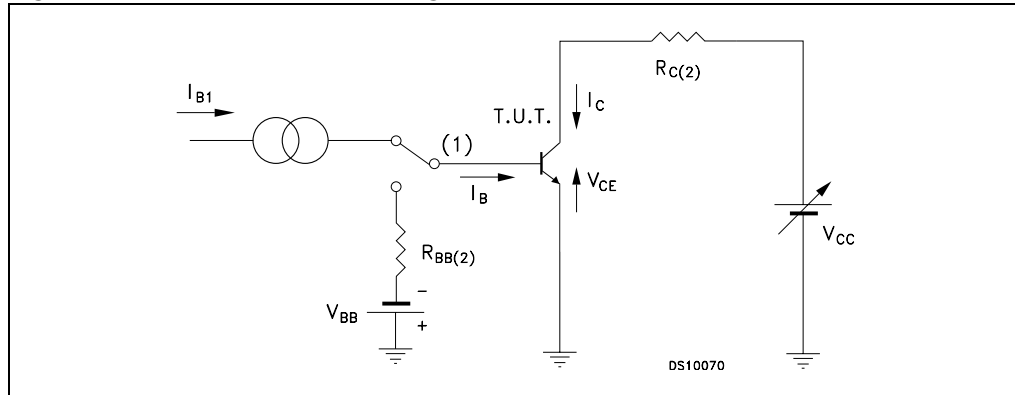 I_B1
(1)
I_B
T.U.T.
I_C
V_CE
R_C(2)
V_CC
R_BB(2)
V_BB
-
+
DS10070